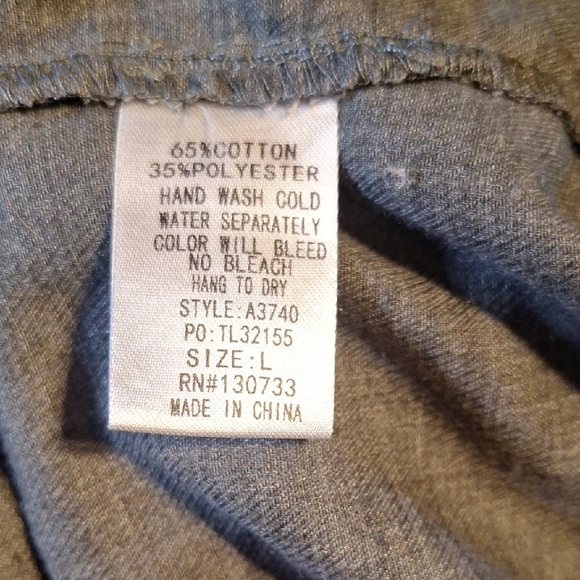 65%COTTON
35%POLYESTER
HAND WASH COLD
WATER SEPARATELY
COLOR WILL BLEED
NO BLEACH
HANG TO DRY
STYLE:A3740
PO:TL32155
SIZE:L
RN#130733
MADE IN CHINA